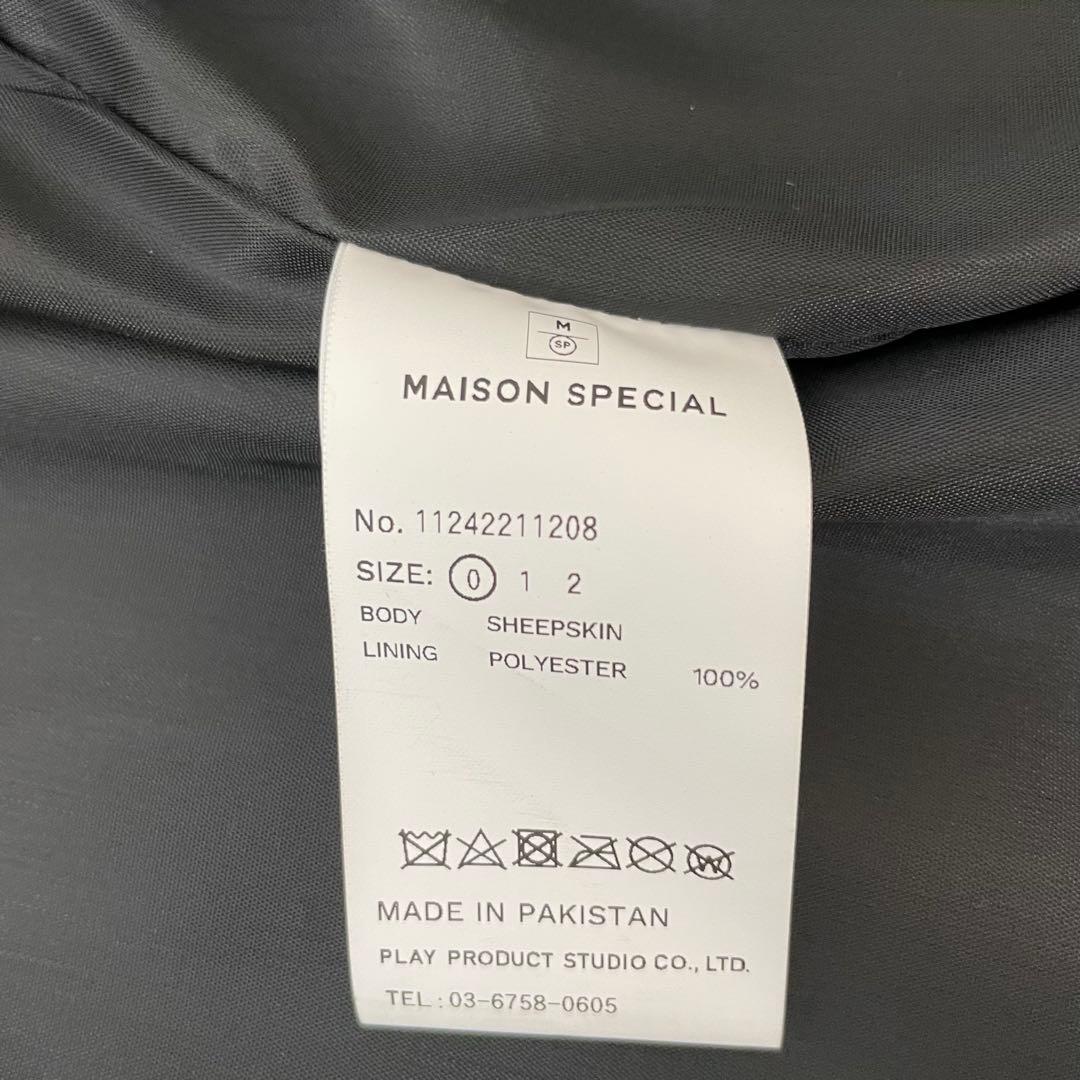 M
SP
MAISON SPECIAL
No. 11242211208
SIZE: 0 1 2
BODY SHEEPSKIN
LINING POLYESTER 100%
W
MADE IN PAKISTAN
PLAY PRODUCT STUDIO CO., LTD.
TEL : 03-6758-0605